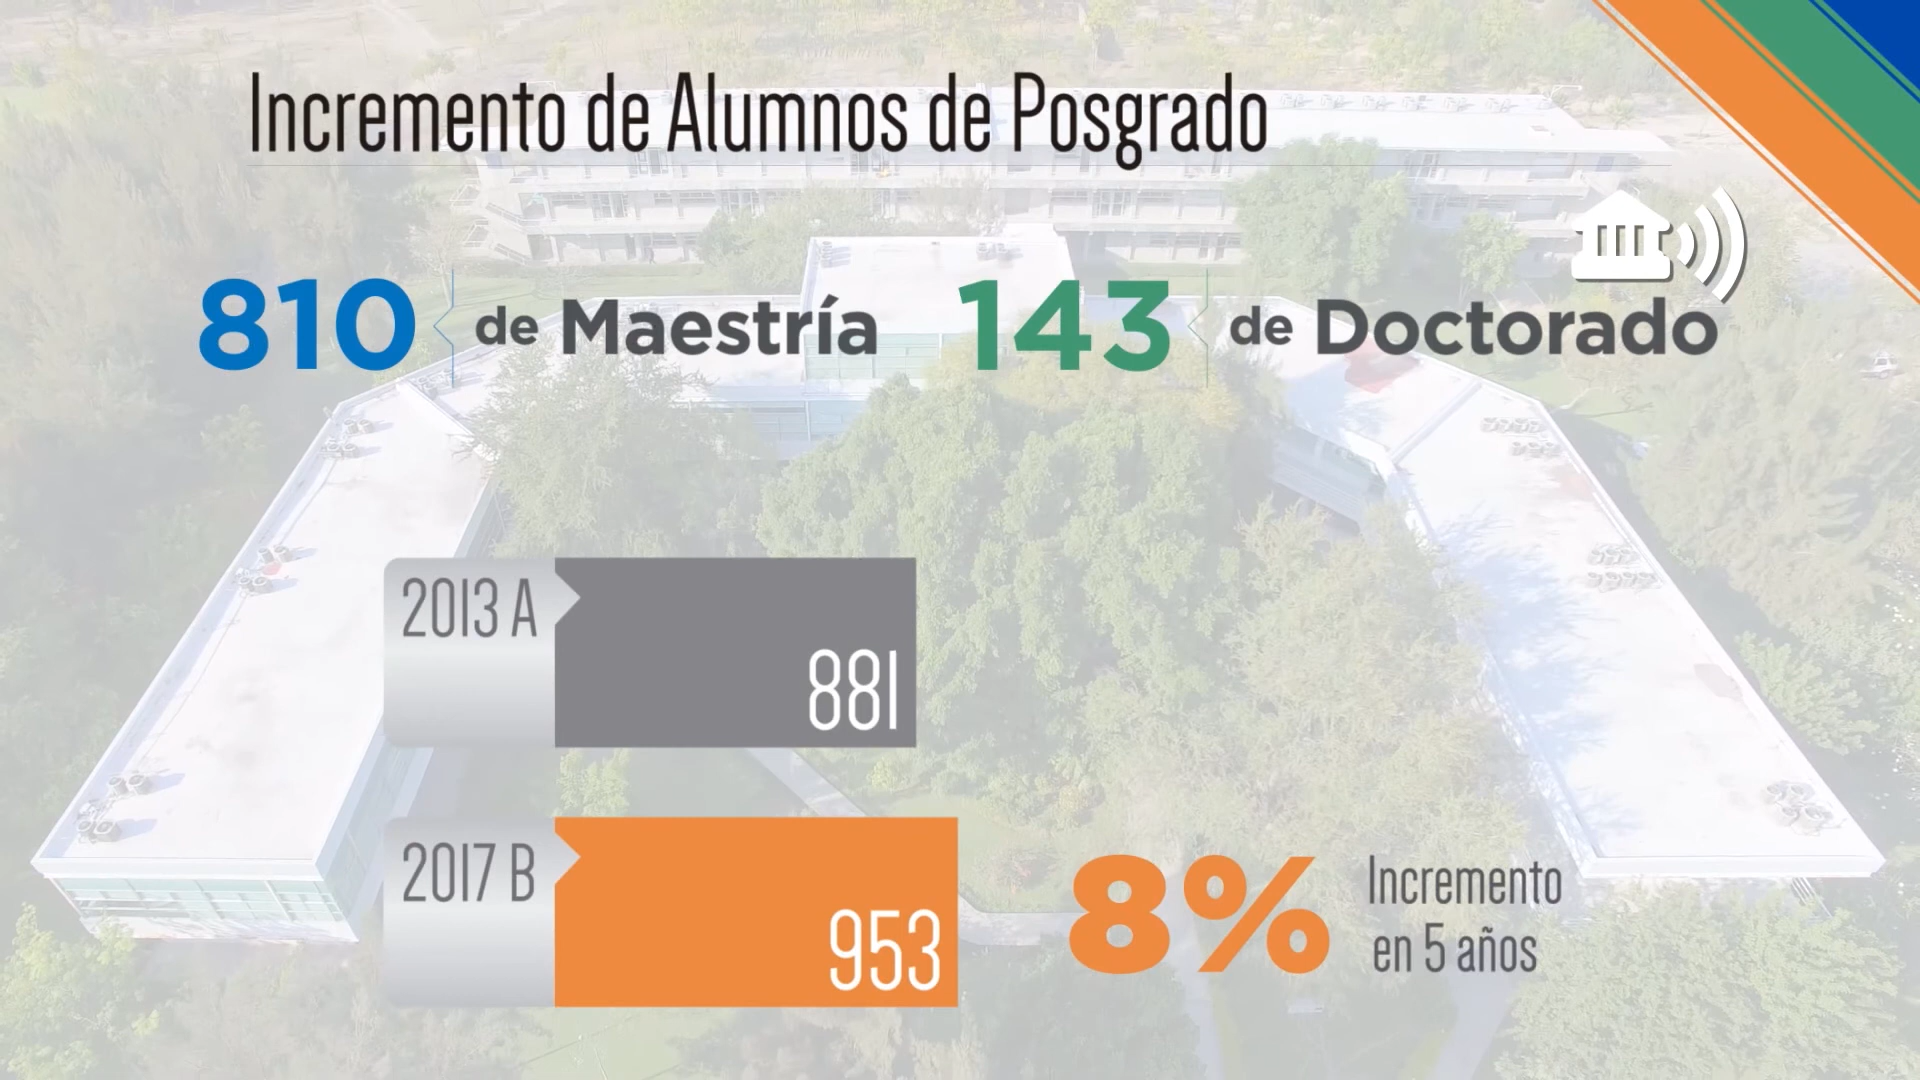 Incremento de Alumnos de Posgrado
810 de Maestría 143 de Doctorado
2013 A
881
2017 B
953
8% Incremento
en 5 años